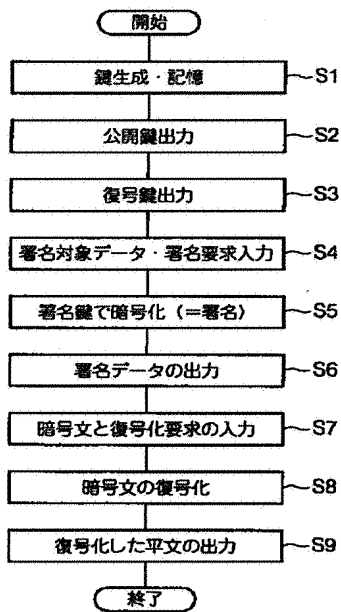 開始
鍵生成・記憶 S1
公開鍵出力 S2
復号鍵出力 S3
署名対象データ・署名要求入力 S4
署名鍵で暗号化（＝署名） S5
署名データの出力 S6
暗号文と復号化要求の入力 S7
暗号文の復号化 S8
復号化した平文の出力 S9
終了